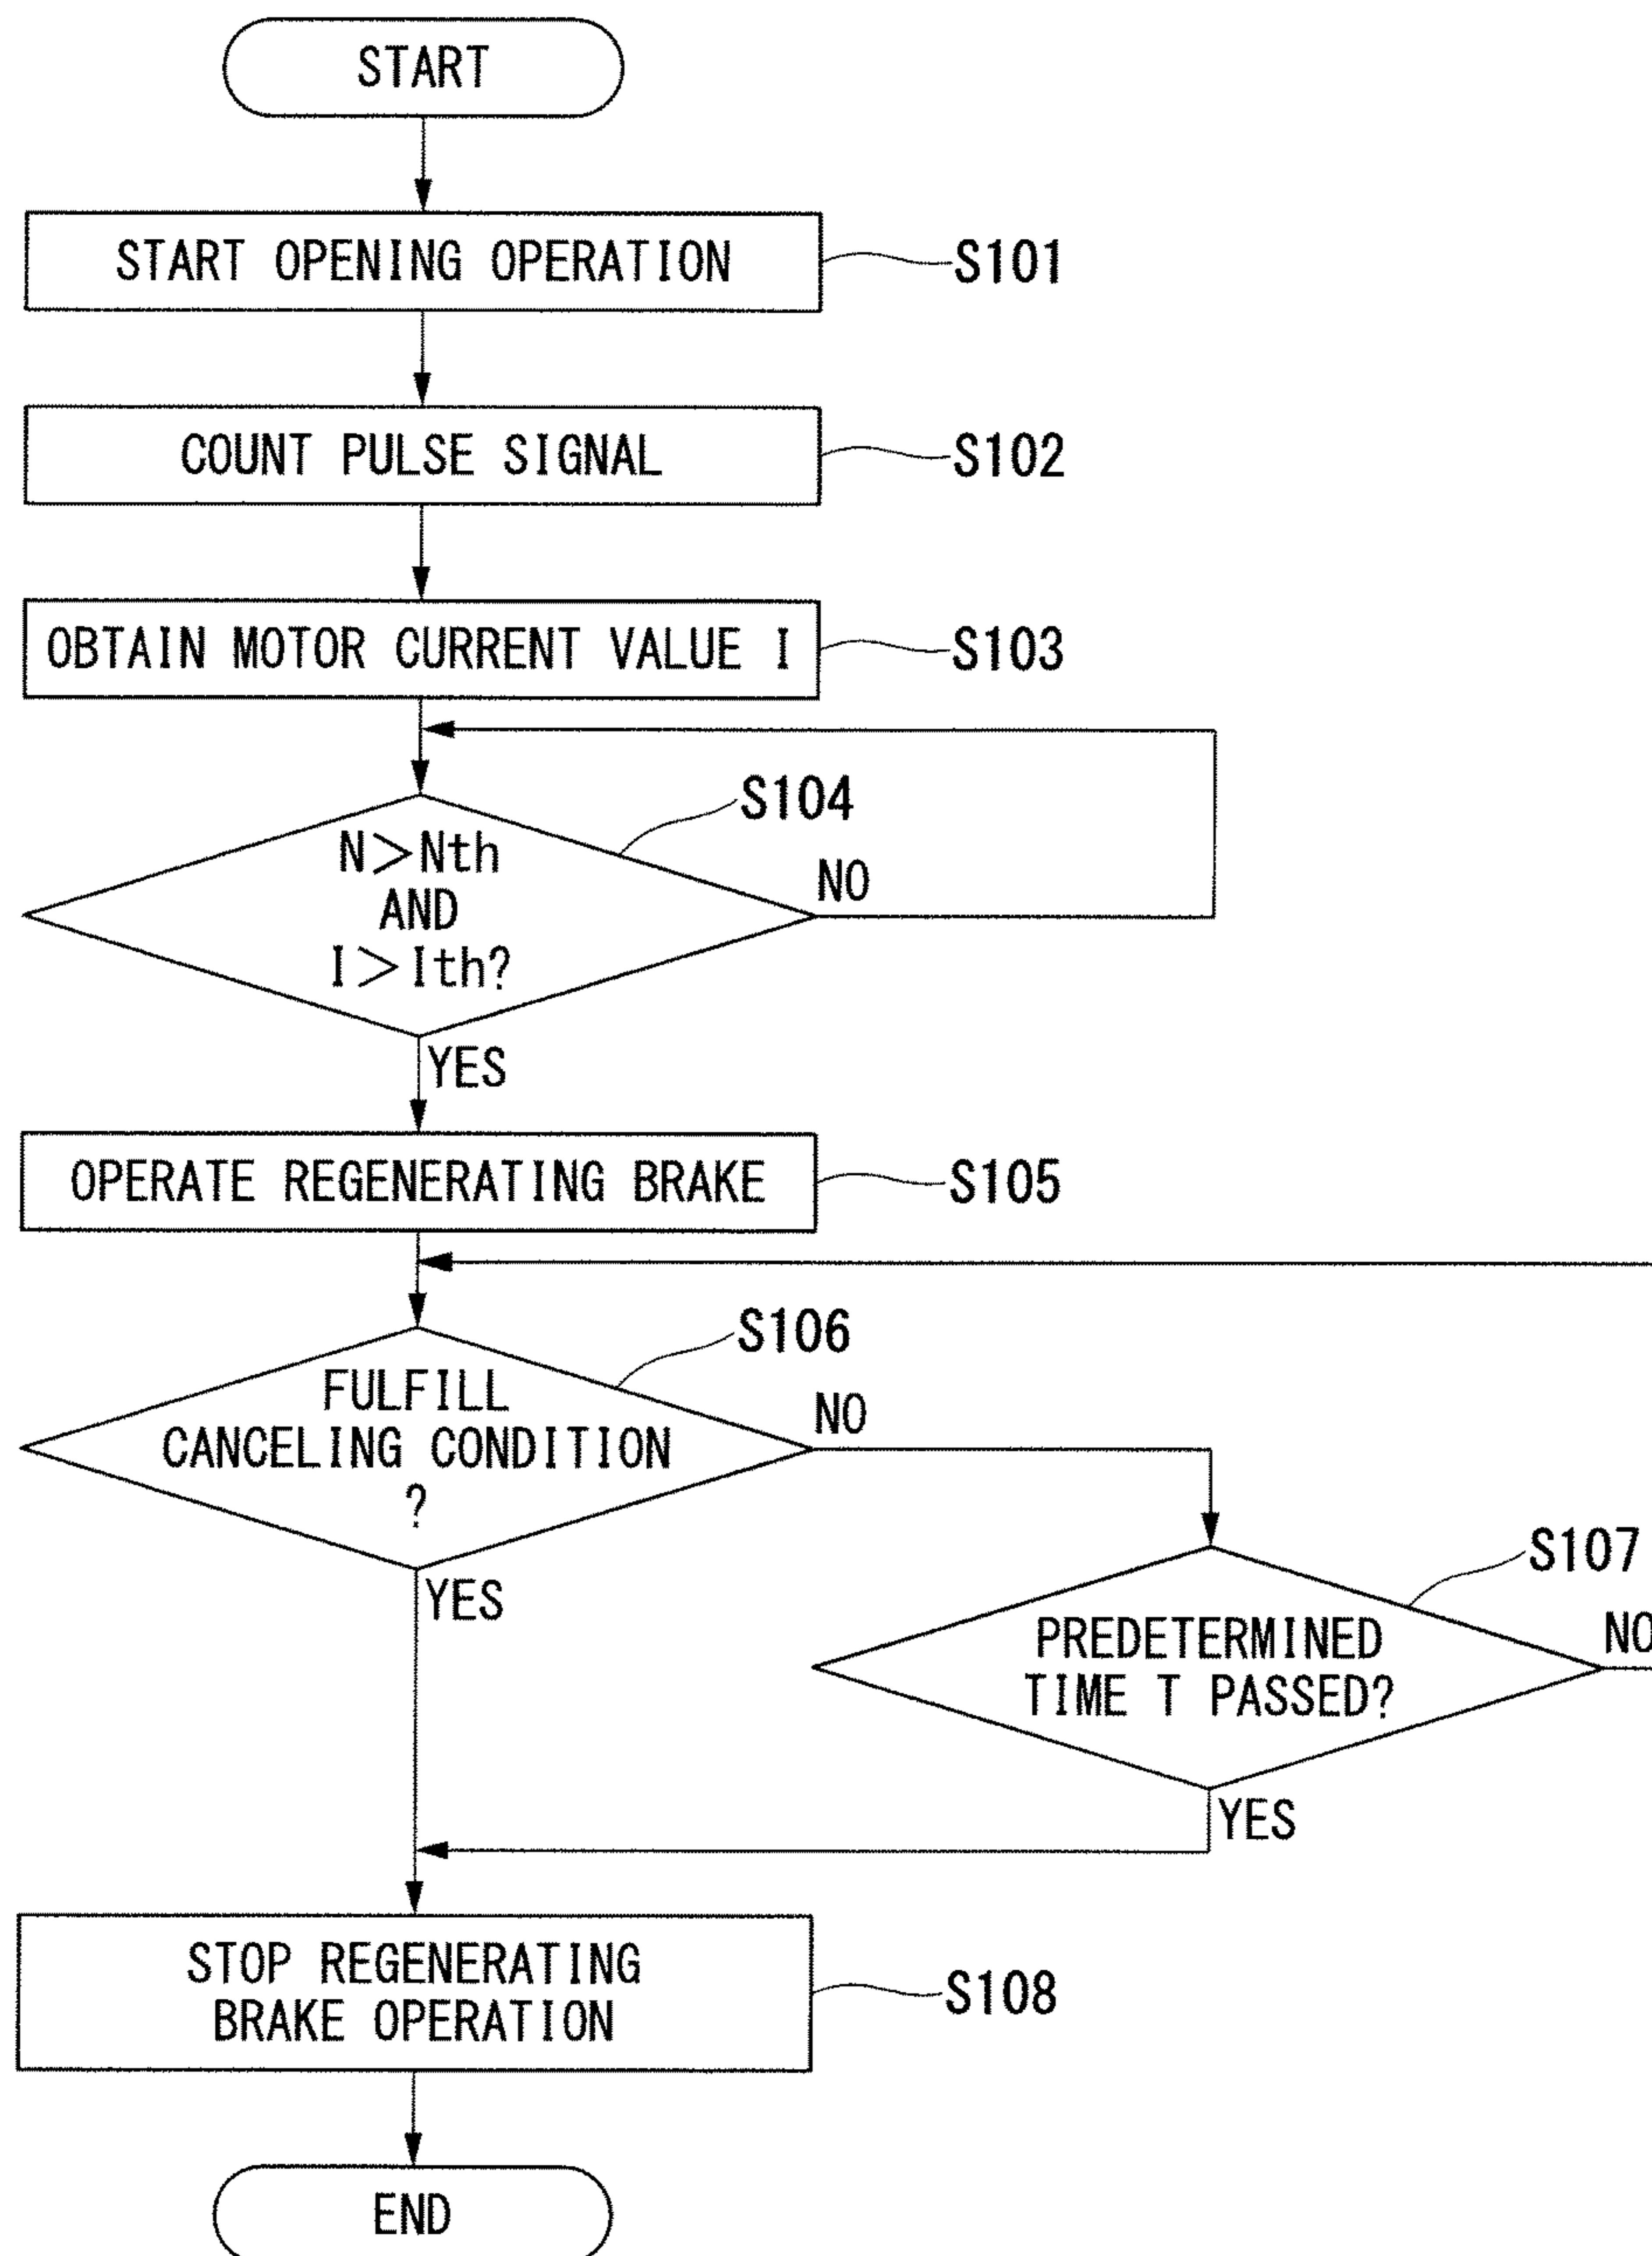 START
START OPENING OPERATION
S101
COUNT PULSE SIGNAL
S102
OBTAIN MOTOR CURRENT VALUE I
S103
S104
N>Nth
AND
I>Ith?
NO
YES
OPERATE REGENERATING BRAKE
S105
S106
FULFILL
CANCELING CONDITION
?
NO
YES
S107
PREDETERMINED
TIME T PASSED?
NO
YES
STOP REGENERATING
BRAKE OPERATION
S108
END